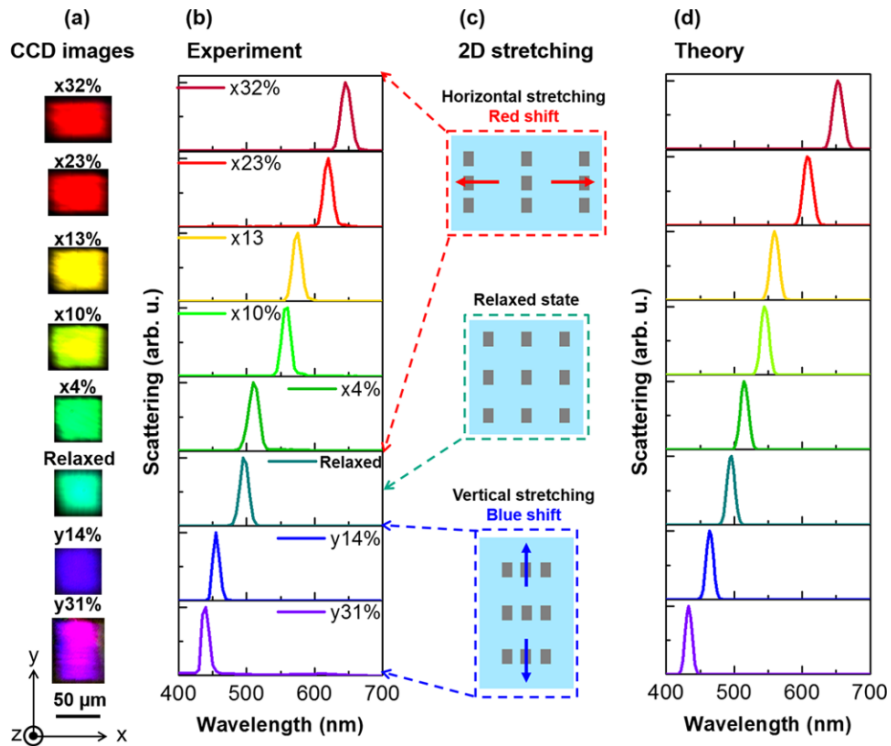 (a)
CCD images
x32%
x23%
x13%
x10%
x4%
Relaxed
y14%
y31%
y
z
x
50 µm
(b)
Experiment
Scattering (arb. u.)
x32%
x23%
x13
x10%
x4%
Relaxed
y14%
y31%
400 500 600 700
Wavelength (nm)
(c)
2D stretching
Horizontal stretching
Red shift
Relaxed state
Vertical stretching
Blue shift
(d)
Theory
Scattering (arb. u.)
400 500 600 700
Wavelength (nm)